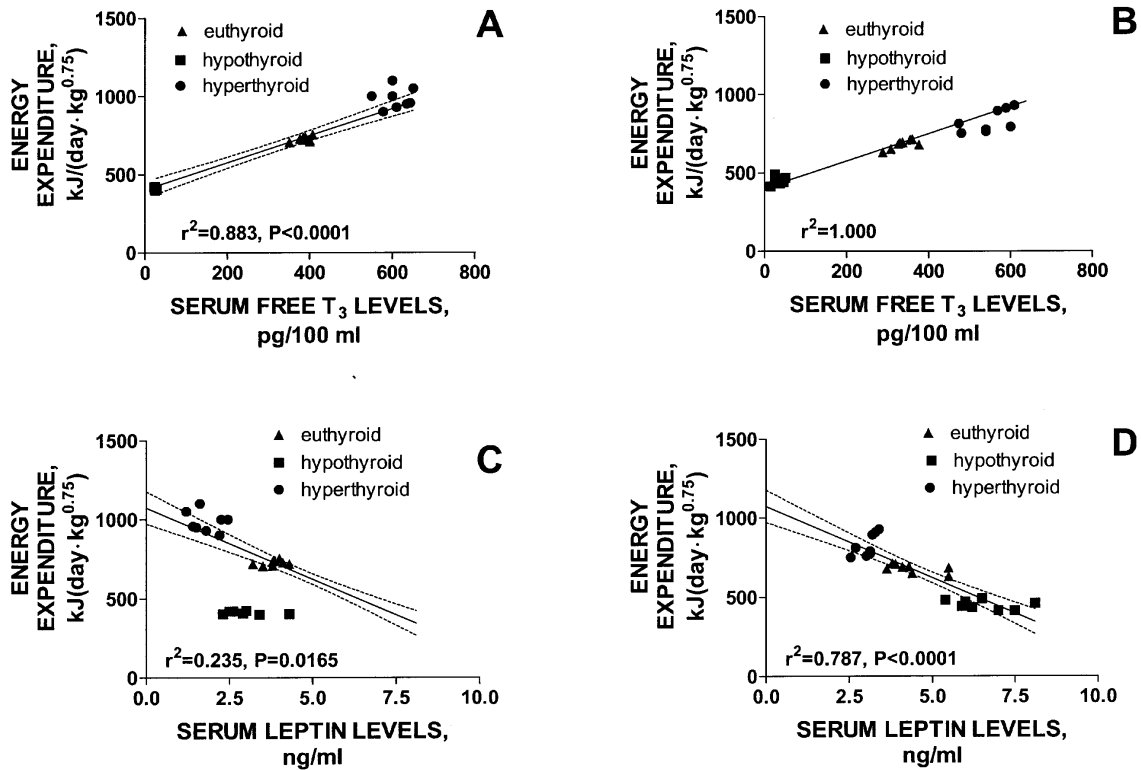 A
1500
1000
500
0
ENERGY
EXPENDITURE,
kJ/(day·kg^0.75)
euthyroid
hypothyroid
hyperthyroid
r²=0.883, P<0.0001
0 200 400 600 800
SERUM FREE T₃ LEVELS,
pg/100 ml
B
1500
1000
500
0
ENERGY
EXPENDITURE,
kJ/(day·kg^0.75)
euthyroid
hypothyroid
hyperthyroid
r²=1.000
0 200 400 600 800
SERUM FREE T₃ LEVELS,
pg/100 ml
C
1500
1000
500
0
ENERGY
EXPENDITURE,
kJ(day·kg^0.75)
euthyroid
hypothyroid
hyperthyroid
r²=0.235, P=0.0165
0.0 2.5 5.0 7.5 10.0
SERUM LEPTIN LEVELS,
ng/ml
D
1500
1000
500
0
ENERGY
EXPENDITURE,
kJ(day·kg^0.75)
euthyroid
hypothyroid
hyperthyroid
r²=0.787, P<0.0001
0.0 2.5 5.0 7.5 10.0
SERUM LEPTIN LEVELS,
ng/ml